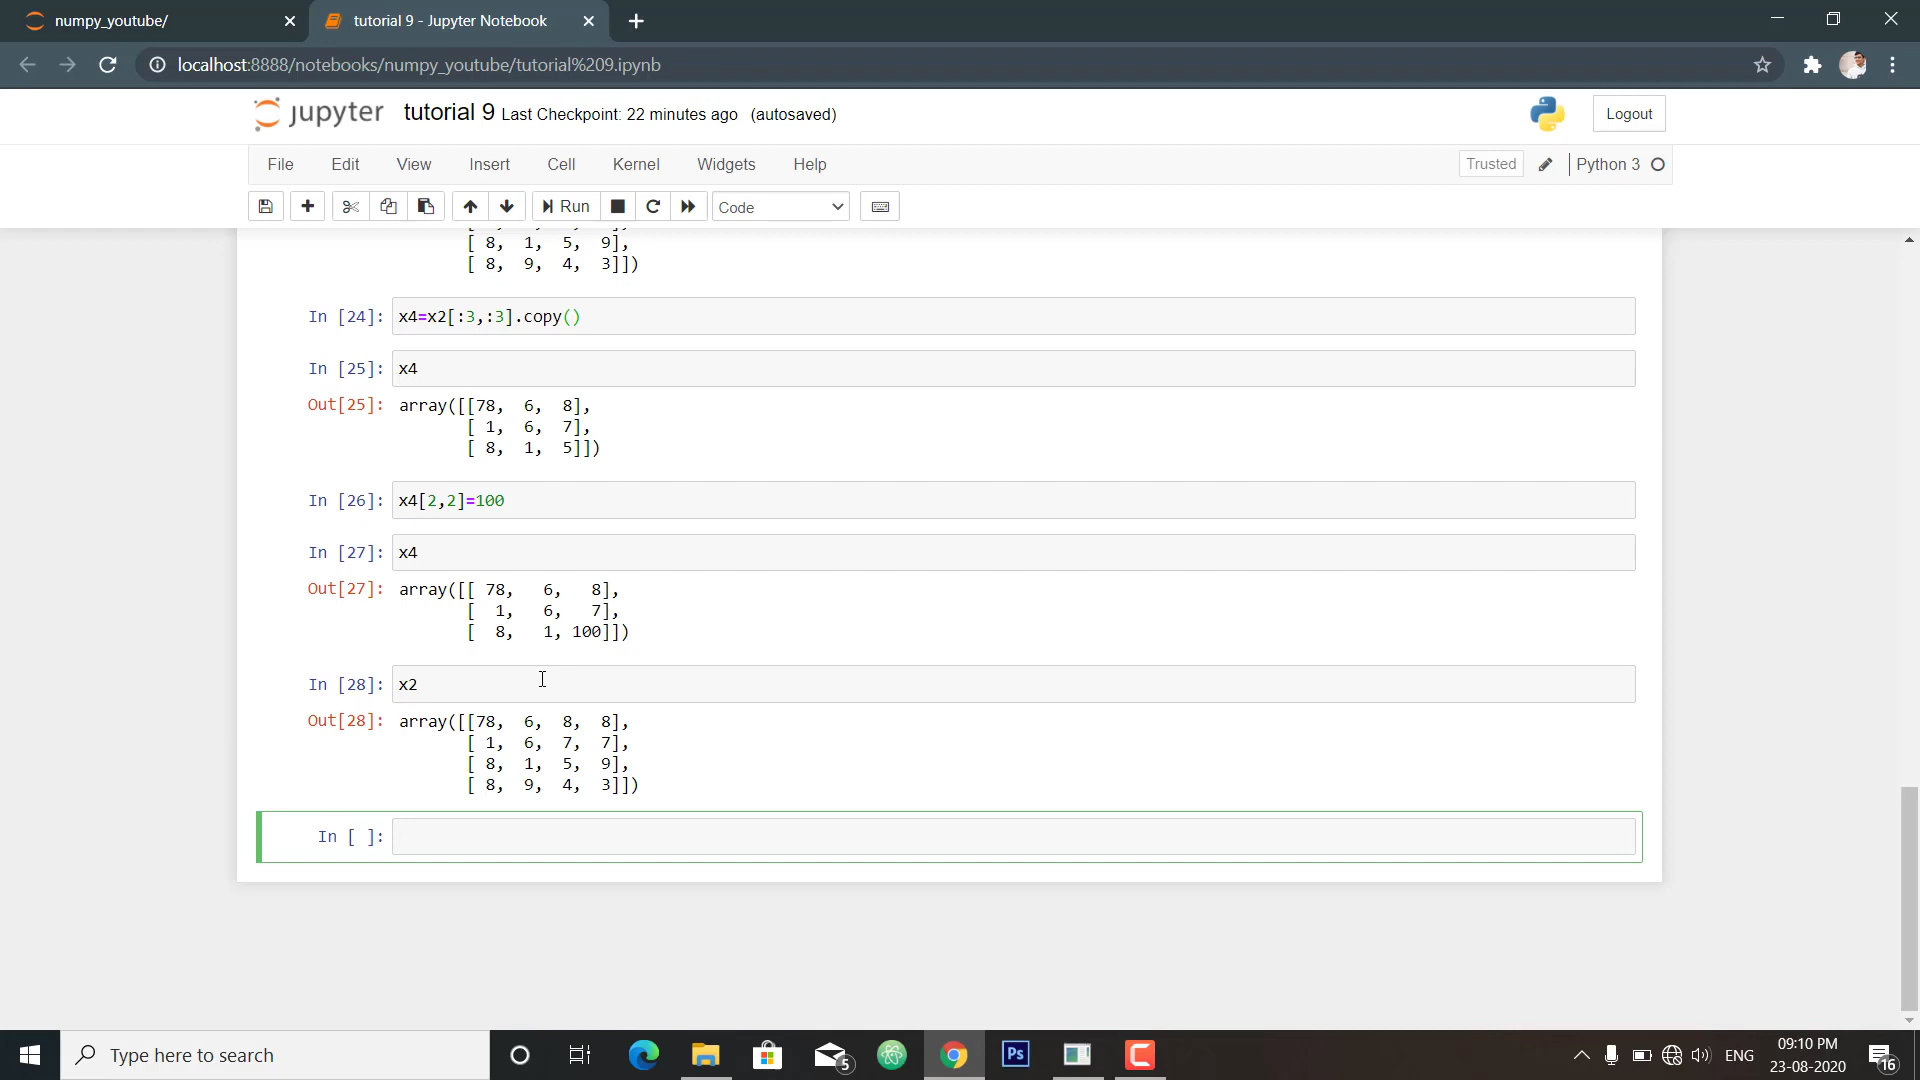 numpy_youtube/
tutorial 9 - Jupyter Notebook
localhost:8888/notebooks/numpy_youtube/tutorial%209.ipynb
jupyter tutorial 9 Last Checkpoint: 22 minutes ago (autosaved)
Logout
File Edit View Insert Cell Kernel Widgets Help
Trusted Python 3
Run Code
[ 8, 1, 5, 9],
[ 8, 9, 4, 3]])
In [24]: x4=x2[:3,:3].copy()
In [25]: x4
Out[25]: array([[78, 6, 8],
[ 1, 6, 7],
[ 8, 1, 5]])
In [26]: x4[2,2]=100
In [27]: x4
Out[27]: array([[ 78, 6, 8],
[ 1, 6, 7],
[ 8, 1, 100]])
In [28]: x2
Out[28]: array([[78, 6, 8, 8],
[ 1, 6, 7, 7],
[ 8, 1, 5, 9],
[ 8, 9, 4, 3]])
In [ ]:
Type here to search
5
Ps
ENG
09:10 PM
23-08-2020
16